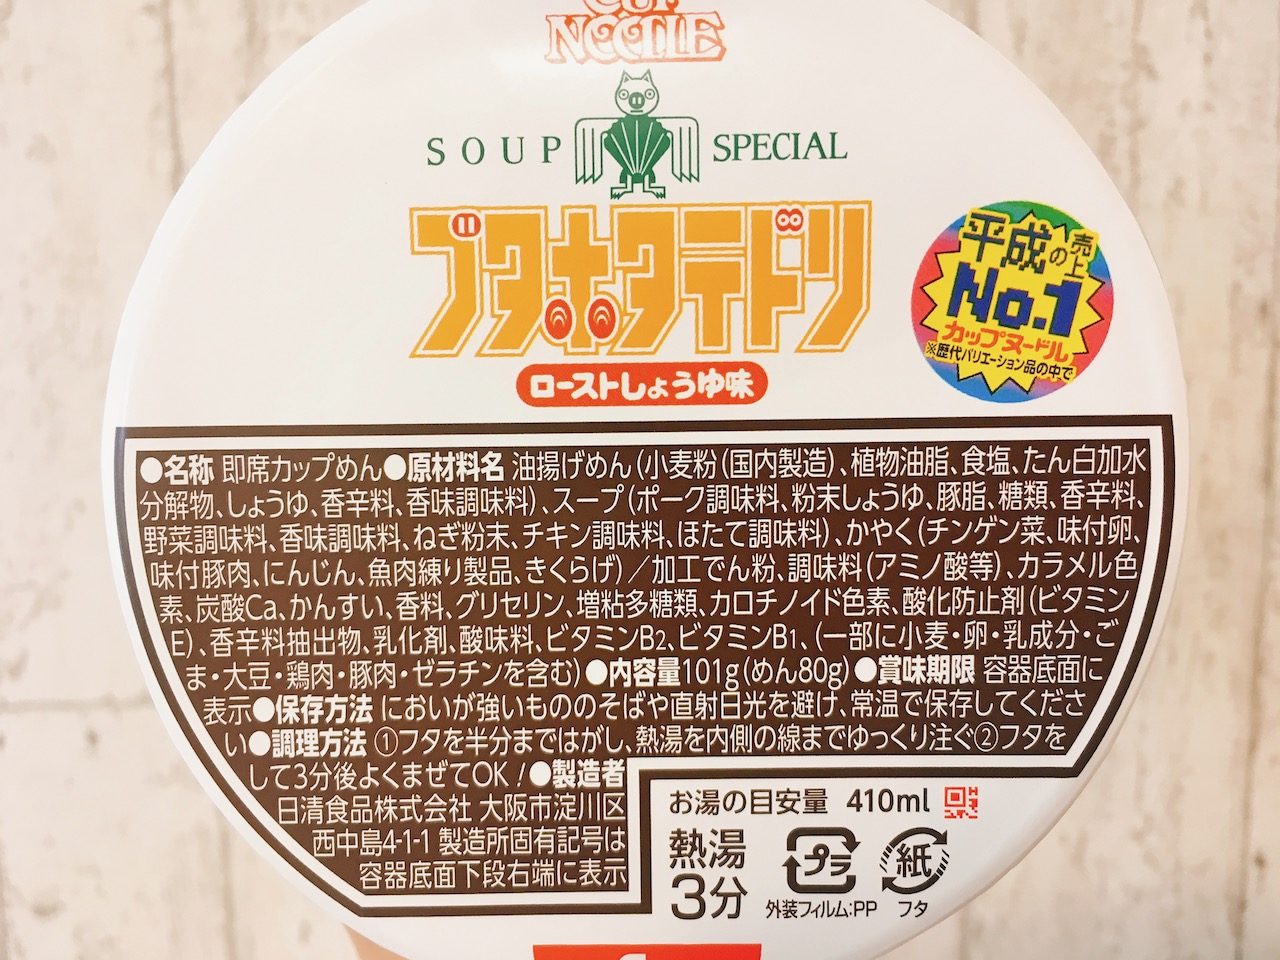 CUP
NOODLE
SOUP SPECIAL
ブタホタテドリ
平成の売上
No.1
カップヌードル
※歴代バリエーション品の中で
ローストしょうゆ味
●名称 即席カップめん●原材料名 油揚げめん(小麦粉(国内製造)、植物油脂、食塩、たん白加水
分解物、しょうゆ、香辛料、香味調味料)、スープ(ポーク調味料、粉末しょうゆ、豚脂、糖類、香辛料、
野菜調味料、香味調味料、ねぎ粉末、チキン調味料、ほたて調味料)、かやく(チンゲン菜、味付卵、
味付豚肉、にんじん、魚肉練り製品、きくらげ)/加工でん粉、調味料(アミノ酸等)、カラメル色
素、炭酸Ca、かんすい、香料、グリセリン、増粘多糖類、カロチノイド色素、酸化防止剤(ビタミン
E)、香辛料抽出物、乳化剤、酸味料、ビタミンB2、ビタミンB1、(一部に小麦・卵・乳成分・ご
ま・大豆・鶏肉・豚肉・ゼラチンを含む)●内容量101g(めん80g)●賞味期限 容器底面に
表示●保存方法 においが強いもののそばや直射日光を避け、常温で保存してくださ
い●調理方法 ①フタを半分まではがし、熱湯を内側の線までゆっくり注ぐ②フタを
して3分後よくまぜてOK!●製造者
日清食品株式会社 大阪市淀川区
西中島4-1-1 製造所固有記号は
容器底面下段右端に表示
お湯の目安量 410ml
熱湯
3分
プラ
外装フィルム:PP
紙
フタ